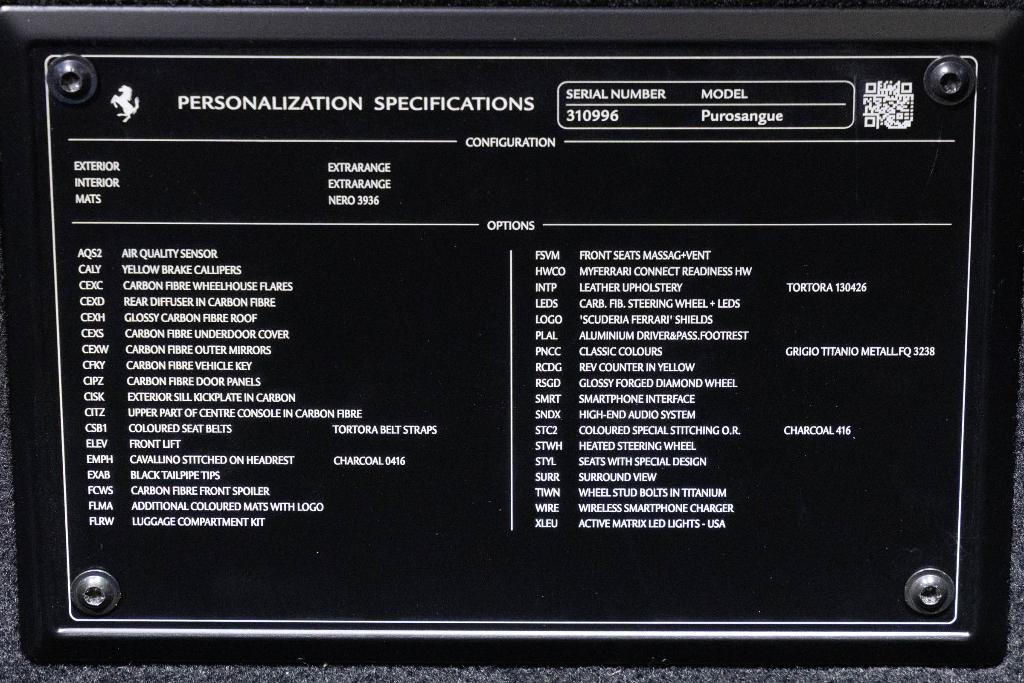 PERSONALIZATION SPECIFICATIONS
SERIAL NUMBER MODEL
310996 Purosangue
CONFIGURATION
EXTERIOR EXTRARANGE
INTERIOR EXTRARANGE
MATS NERO 3936
OPTIONS
AQS2 AIR QUALITY SENSOR
CALY YELLOW BRAKE CALLIPERS
CEXC CARBON FIBRE WHEELHOUSE FLARES
CEXD REAR DIFFUSER IN CARBON FIBRE
CEXH GLOSSY CARBON FIBRE ROOF
CEXS CARBON FIBRE UNDERDOOR COVER
CEXW CARBON FIBRE OUTER MIRRORS
CFKY CARBON FIBRE VEHICLE KEY
CIPZ CARBON FIBRE DOOR PANELS
CISK EXTERIOR SILL KICKPLATE IN CARBON
CITZ UPPER PART OF CENTRE CONSOLE IN CARBON FIBRE
CSB1 COLOURED SEAT BELTS TORTORA BELT STRAPS
ELEV FRONT LIFT
EMPH CAVALLINO STITCHED ON HEADREST CHARCOAL 0416
EXAB BLACK TAILPIPE TIPS
FCWS CARBON FIBRE FRONT SPOILER
FLMA ADDITIONAL COLOURED MATS WITH LOGO
FLRW LUGGAGE COMPARTMENT KIT
FSVM FRONT SEATS MASSAG+VENT
HWCO MYFERRARI CONNECT READINESS HW
INTP LEATHER UPHOLSTERY TORTORA 130426
LEDS CARB. FIB. STEERING WHEEL + LEDS
LOGO 'SCUDERIA FERRARI' SHIELDS
PLAL ALUMINIUM DRIVER&PASS.FOOTREST
PNCC CLASSIC COLOURS GRIGIO TITANIO METALL.FQ 3238
RCDG REV COUNTER IN YELLOW
RSGD GLOSSY FORGED DIAMOND WHEEL
SMRT SMARTPHONE INTERFACE
SNDX HIGH-END AUDIO SYSTEM
STC2 COLOURED SPECIAL STITCHING O.R. CHARCOAL 416
STWH HEATED STEERING WHEEL
STYL SEATS WITH SPECIAL DESIGN
SURR SURROUND VIEW
TIWN WHEEL STUD BOLTS IN TITANIUM
WIRE WIRELESS SMARTPHONE CHARGER
XLEU ACTIVE MATRIX LED LIGHTS - USA